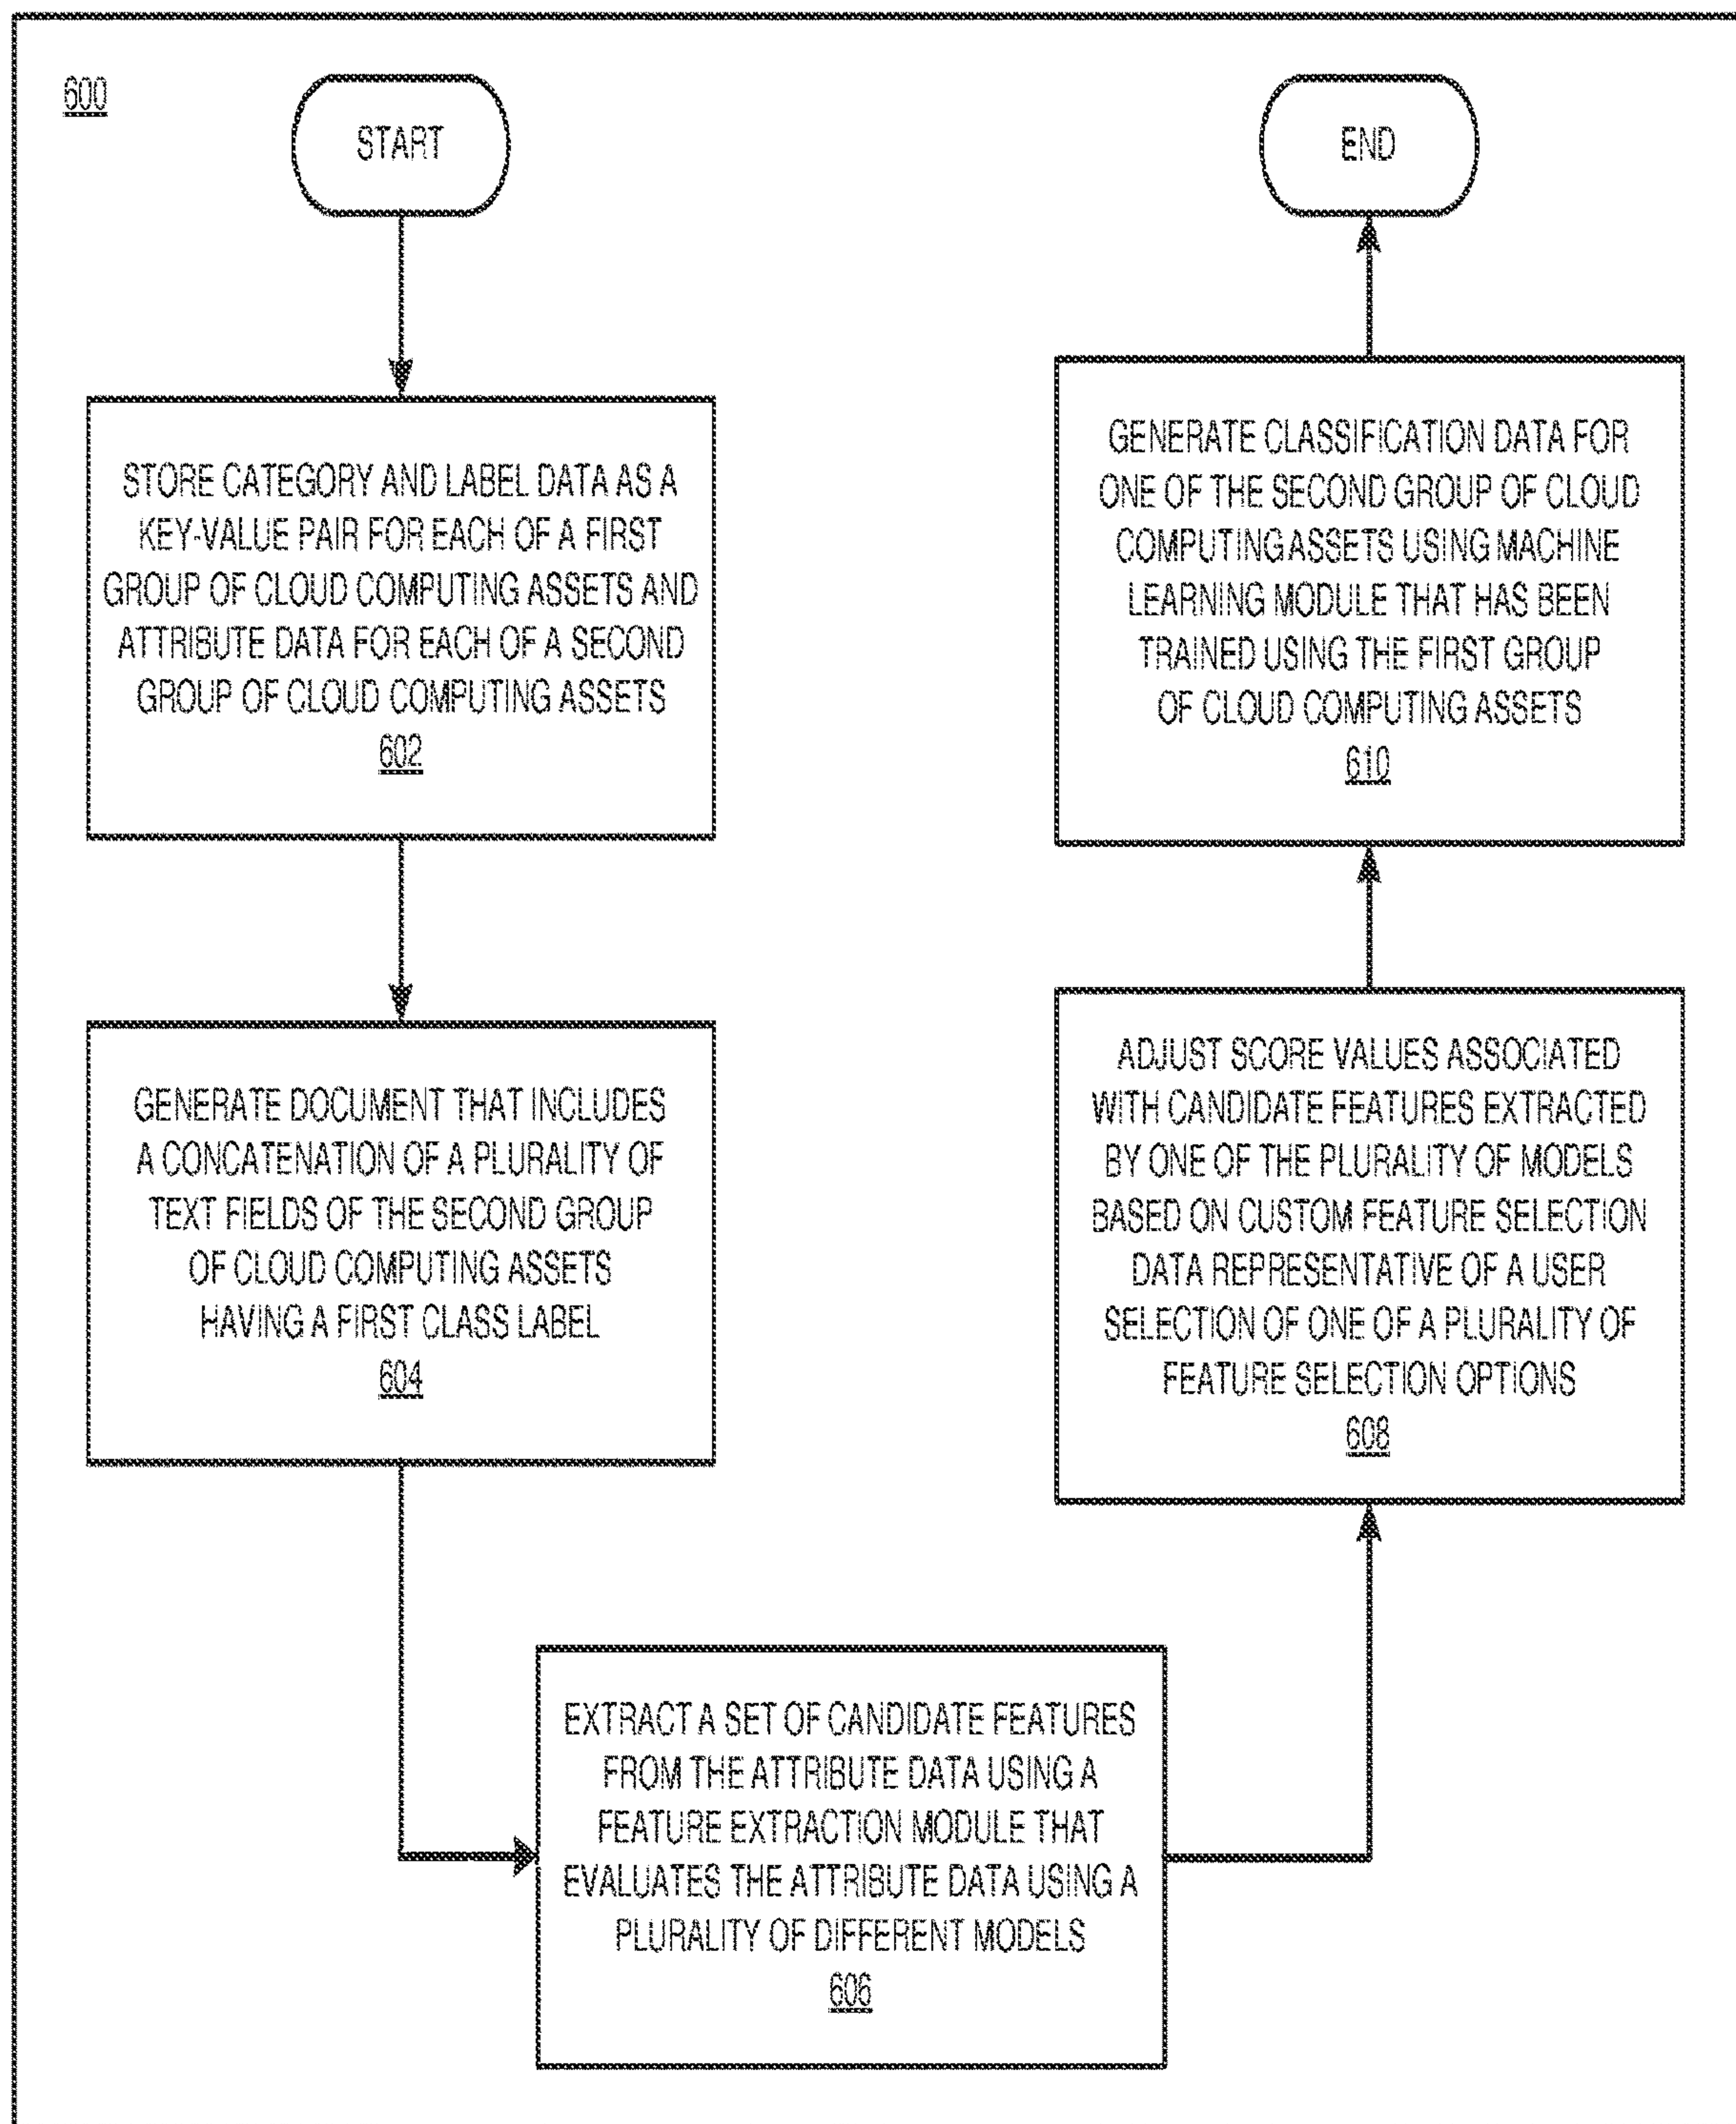 600
START
STORE CATEGORY AND LABEL DATA AS A
KEY-VALUE PAIR FOR EACH OF A FIRST
GROUP OF CLOUD COMPUTING ASSETS AND
ATTRIBUTE DATA FOR EACH OF A SECOND
GROUP OF CLOUD COMPUTING ASSETS
602
GENERATE DOCUMENT THAT INCLUDES
A CONCATENATION OF A PLURALITY OF
TEXT FIELDS OF THE SECOND GROUP
OF CLOUD COMPUTING ASSETS
HAVING A FIRST CLASS LABEL
604
EXTRACT A SET OF CANDIDATE FEATURES
FROM THE ATTRIBUTE DATA USING A
FEATURE EXTRACTION MODULE THAT
EVALUATES THE ATTRIBUTE DATA USING A
PLURALITY OF DIFFERENT MODELS
606
ADJUST SCORE VALUES ASSOCIATED
WITH CANDIDATE FEATURES EXTRACTED
BY ONE OF THE PLURALITY OF MODELS
BASED ON CUSTOM FEATURE SELECTION
DATA REPRESENTATIVE OF A USER
SELECTION OF ONE OF A PLURALITY OF
FEATURE SELECTION OPTIONS
608
GENERATE CLASSIFICATION DATA FOR
ONE OF THE SECOND GROUP OF CLOUD
COMPUTING ASSETS USING MACHINE
LEARNING MODULE THAT HAS BEEN
TRAINED USING THE FIRST GROUP
OF CLOUD COMPUTING ASSETS
610
END